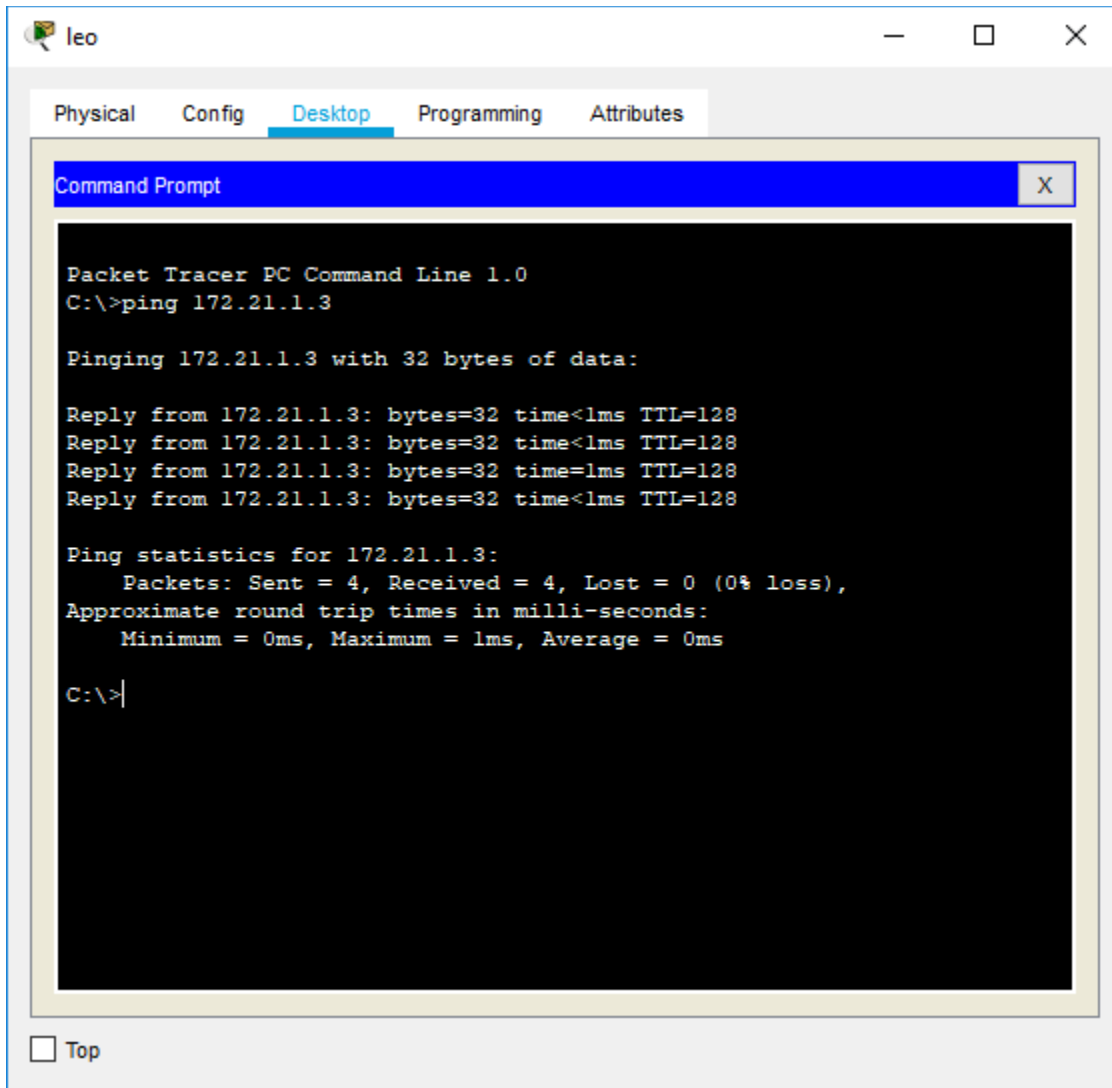 leo
Physical Config Desktop Programming Attributes
Command Prompt
X
Packet Tracer PC Command Line 1.0
C:\>ping 172.21.1.3
Pinging 172.21.1.3 with 32 bytes of data:
Reply from 172.21.1.3: bytes=32 time<1ms TTL=128
Reply from 172.21.1.3: bytes=32 time<1ms TTL=128
Reply from 172.21.1.3: bytes=32 time=1ms TTL=128
Reply from 172.21.1.3: bytes=32 time<1ms TTL=128
Ping statistics for 172.21.1.3:
Packets: Sent = 4, Received = 4, Lost = 0 (0% loss),
Approximate round trip times in milli-seconds:
Minimum = 0ms, Maximum = 1ms, Average = 0ms
C:\>
Top